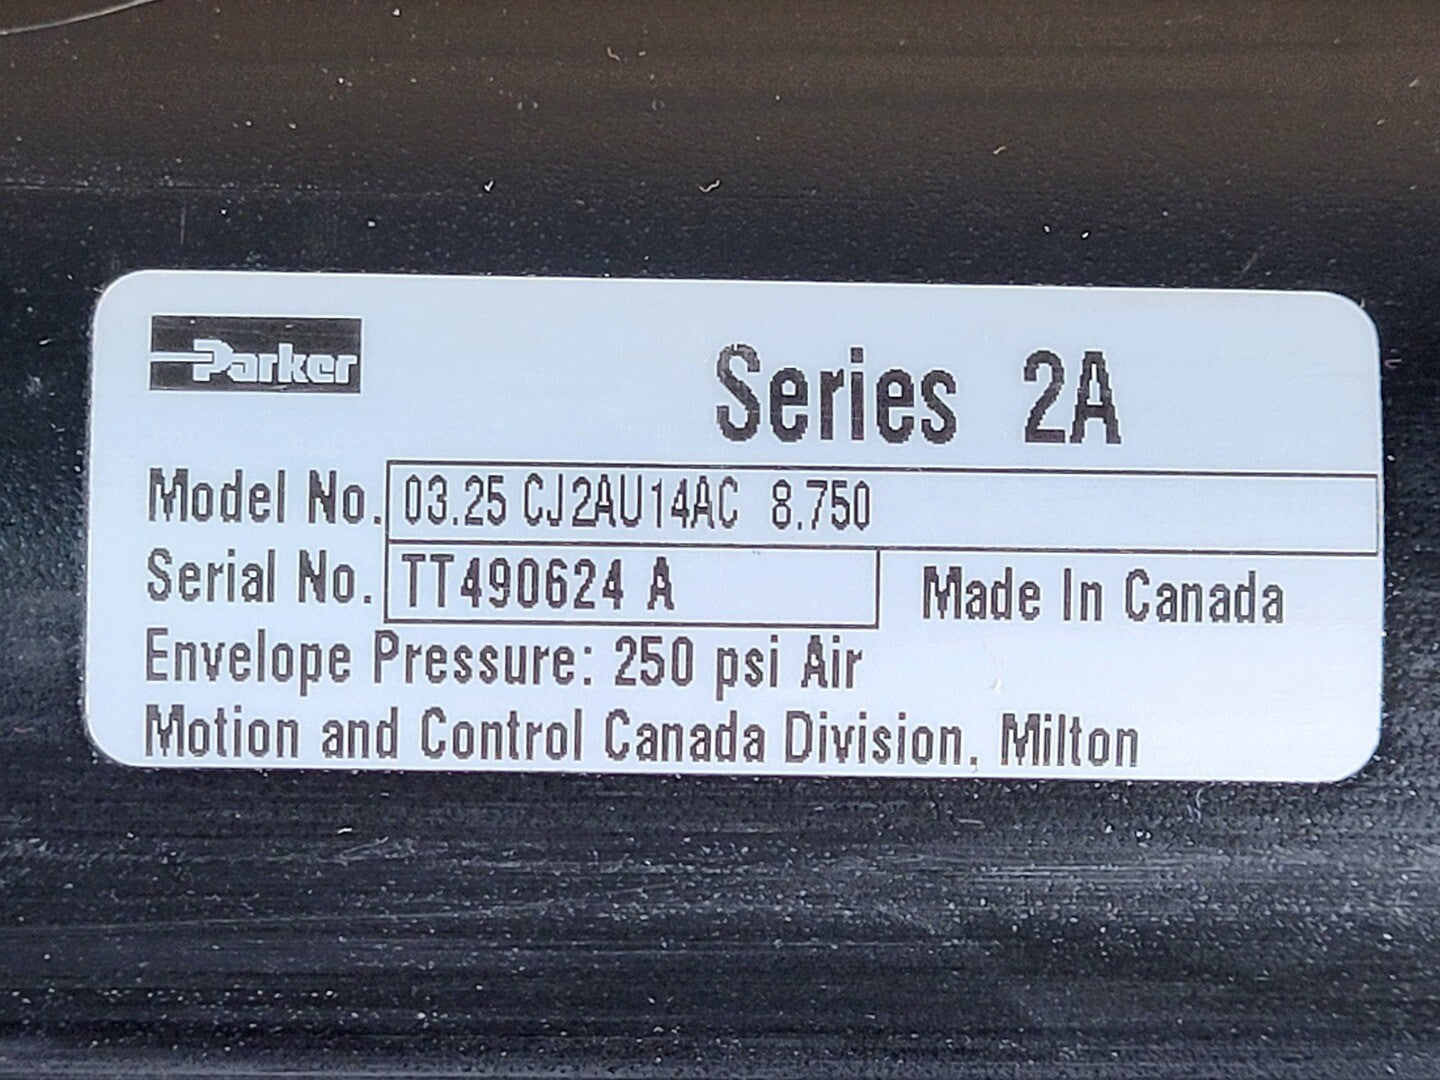 Parker
Series 2A
Model No. 03.25 CJ2AU14AC 8.750
Serial No. TT490624 A Made In Canada
Envelope Pressure: 250 psi Air
Motion and Control Canada Division, Milton